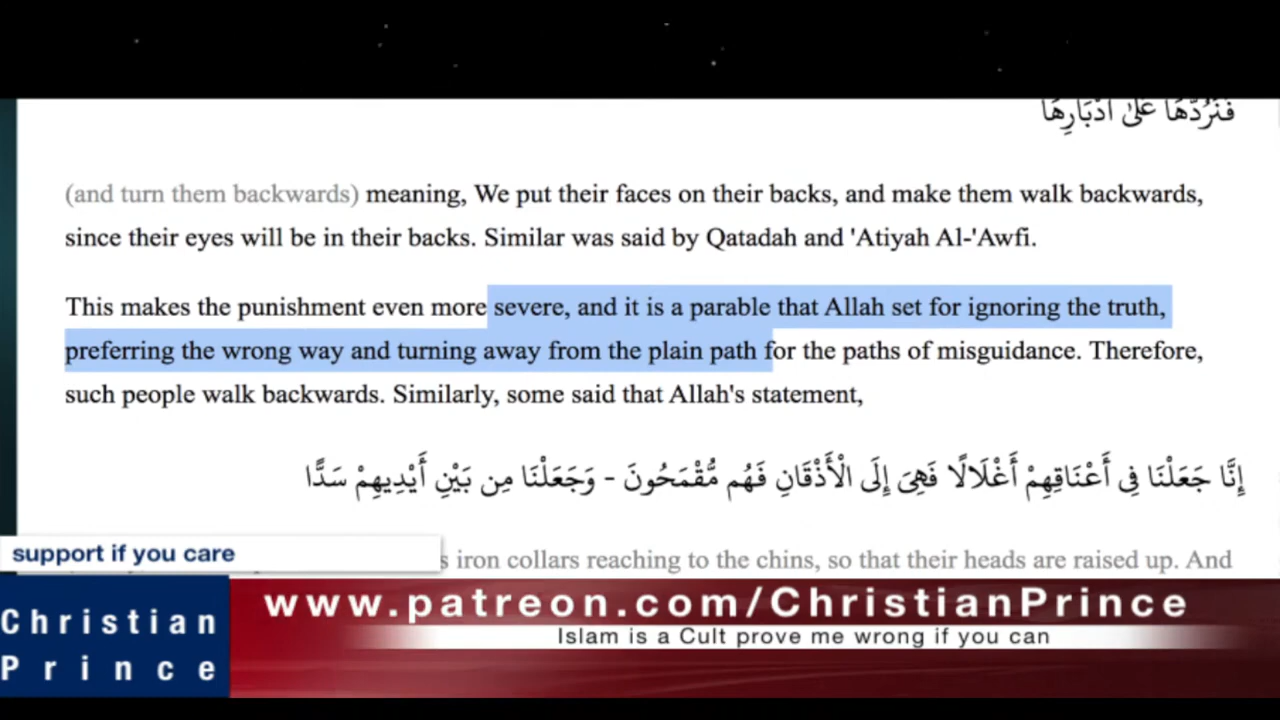 فَنَرُدَّهَا عَلَىٰ أَدْبَارِهَا
(and turn them backwards) meaning, We put their faces on their backs, and make them walk backwards,
since their eyes will be in their backs. Similar was said by Qatadah and 'Atiyah Al-'Awfi.
This makes the punishment even more severe, and it is a parable that Allah set for ignoring the truth,
preferring the wrong way and turning away from the plain path for the paths of misguidance. Therefore,
such people walk backwards. Similarly, some said that Allah's statement,
إِنَّا جَعَلْنَا فِى أَعْنَاقِهِمْ أَغْلَالًا فَهِىَ إِلَى الْأَذْقَانِ فَهُم مُّقْمَحُونَ - وَجَعَلْنَا مِن بَيْنِ أَيْدِيهِمْ سَدًّا
iron collars reaching to the chins, so that their heads are raised up. And
support if you care
Christian
Prince
www.patreon.com/ChristianPrince
Islam is a Cult prove me wrong if you can